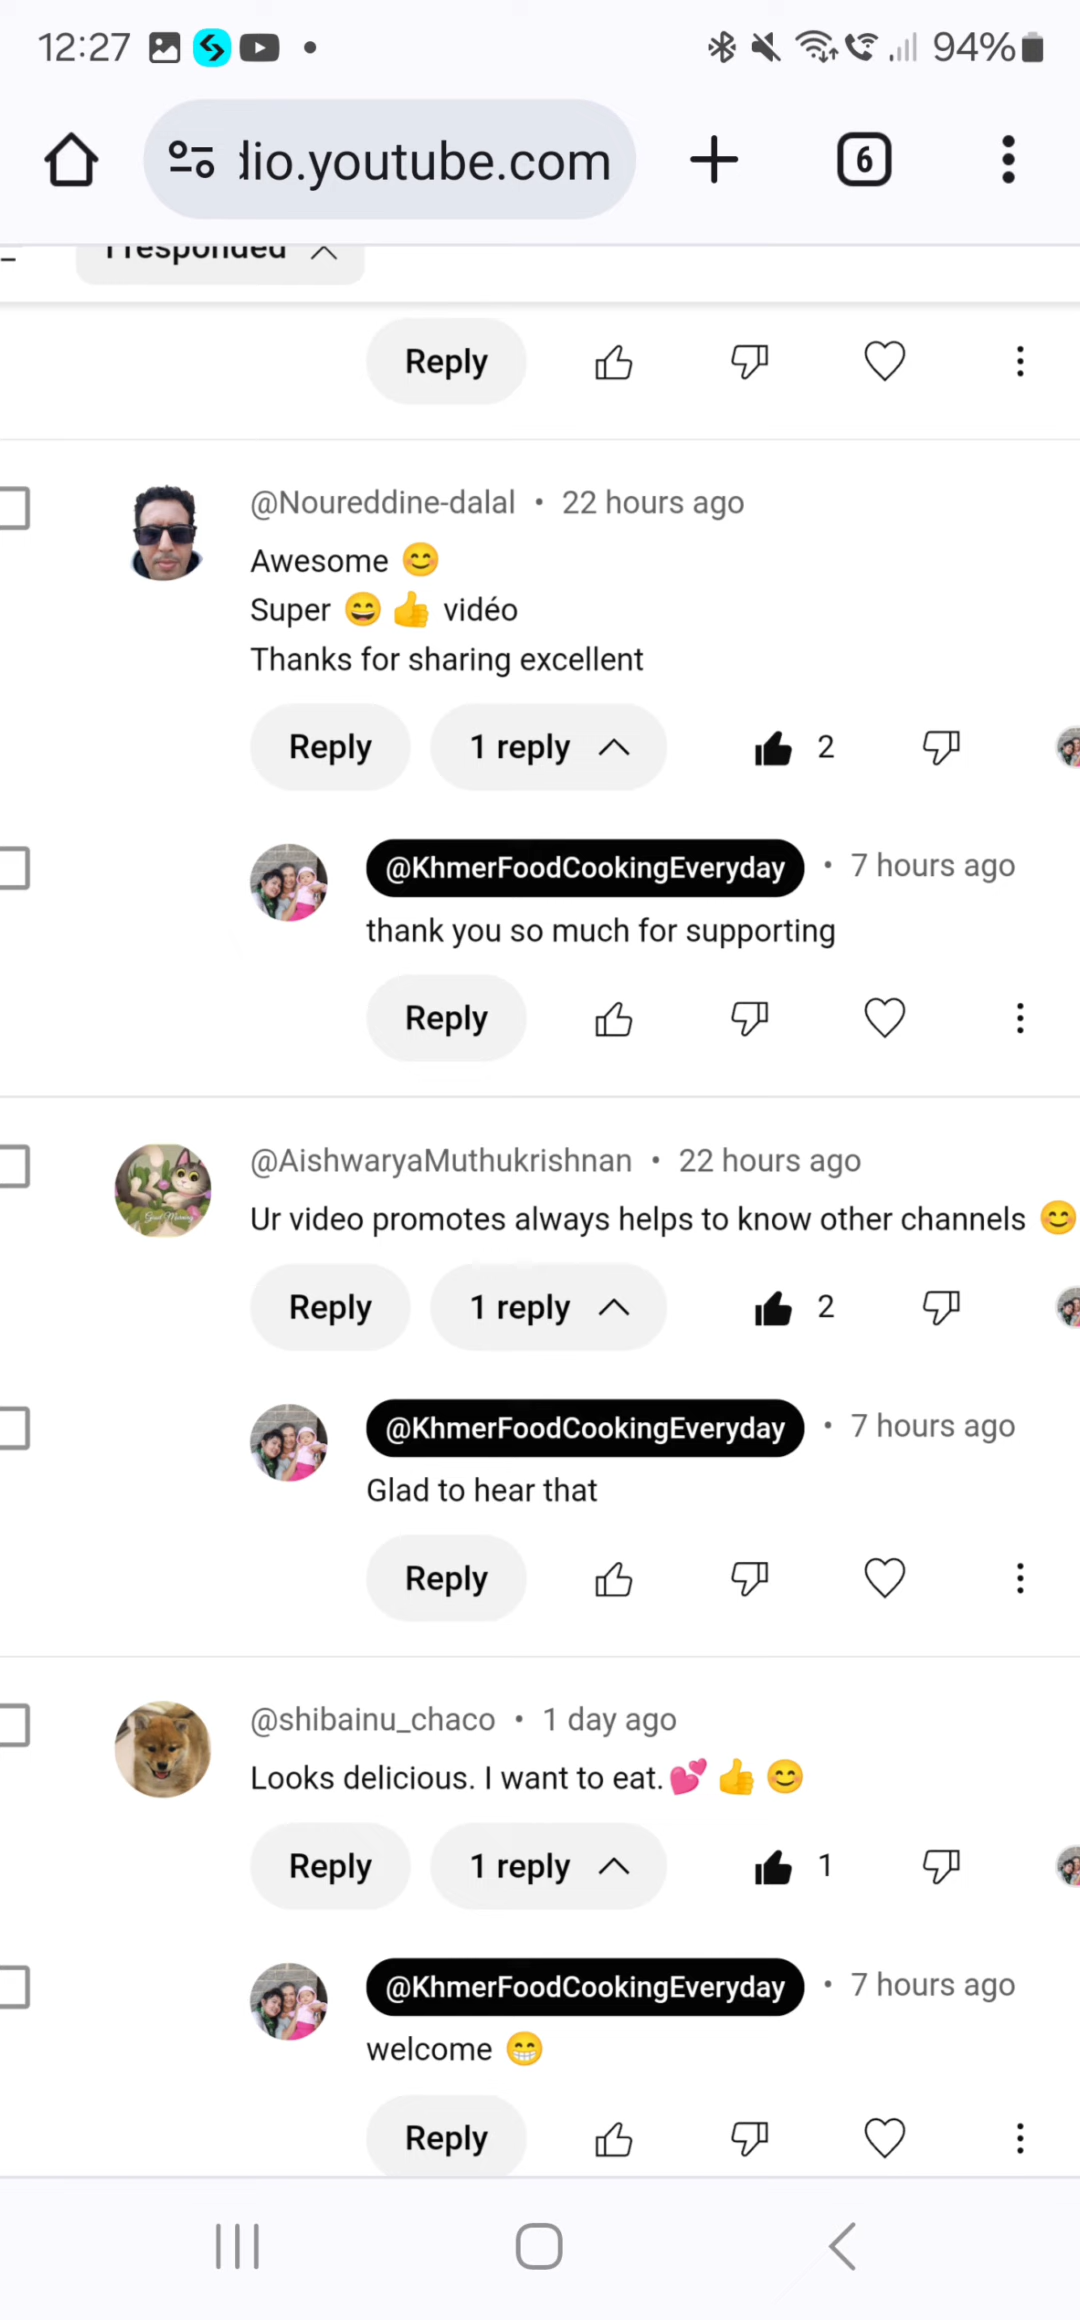 12:27
94%
dio.youtube.com
6
I responded
Reply
@Noureddine-dalal • 22 hours ago
Awesome 😊
Super 😄 👍 vidéo
Thanks for sharing excellent
Reply 1 reply 2
@KhmerFoodCookingEveryday • 7 hours ago
thank you so much for supporting
Reply
@AishwaryaMuthukrishnan • 22 hours ago
Ur video promotes always helps to know other channels 😊
Reply 1 reply 2
@KhmerFoodCookingEveryday • 7 hours ago
Glad to hear that
Reply
@shibainu_chaco • 1 day ago
Looks delicious. I want to eat.💕 👍 😊
Reply 1 reply 1
@KhmerFoodCookingEveryday • 7 hours ago
welcome 😁
Reply